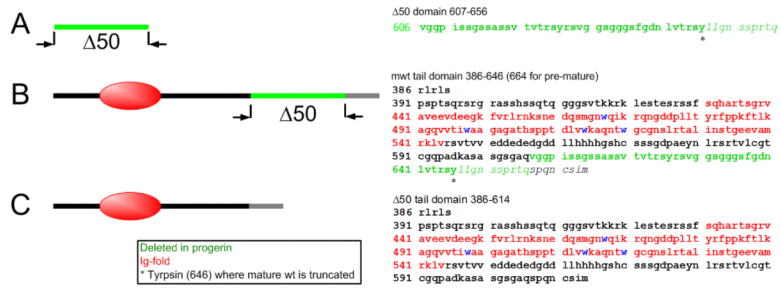 A
Δ50
Δ50 domain 607-656
606 vggp issgssassv tvtrsyrsvg gsgggsfgdn lvtrsyllgn ssprtq
*
B
Δ50
mwt tail domain 386-646 (664 for pre-mature)
386 rlrls
391 psptsqrsrg rasshssqtq gggsvtkkrk lestesrssf sqhartsgrv
441 aveevdeegk fvrlrnksne dqsmgnwqik rqngddpllt yrfppkftlk
491 agqvvtiwaa gagathsppt dlvwkaqntw gcgnslrtal instgeevam
541 rklvrsvtvv eddededgdd llhhhhgshc sssgdpaeyn lrsrtvlcgt
591 cgqpadkasa sgsgaqvggp issgssassv tvtrsyrsvg gsgggsfgdn
641 lvtrsyllgn ssprtqspqn csim
*
C
Deleted in progerin
Ig-fold
* Tyrpsin (646) where mature wt is truncated
Δ50 tail domain 386-614
386 rlrls
391 psptsqrsrg rasshssqtq gggsvtkkrk lestesrssf sqhartsgrv
441 aveevdeegk fvrlrnksne dqsmgnwqik rqngddpllt yrfppkftlk
491 agqvvtiwaa gagathsppt dlvwkaqntw gcgnslrtal instgeevam
541 rklvrsvtvv eddededgdd llhhhhgshc sssgdpaeyn lrsrtvlcgt
591 cgqpadkasa sgsgaqspqn csim